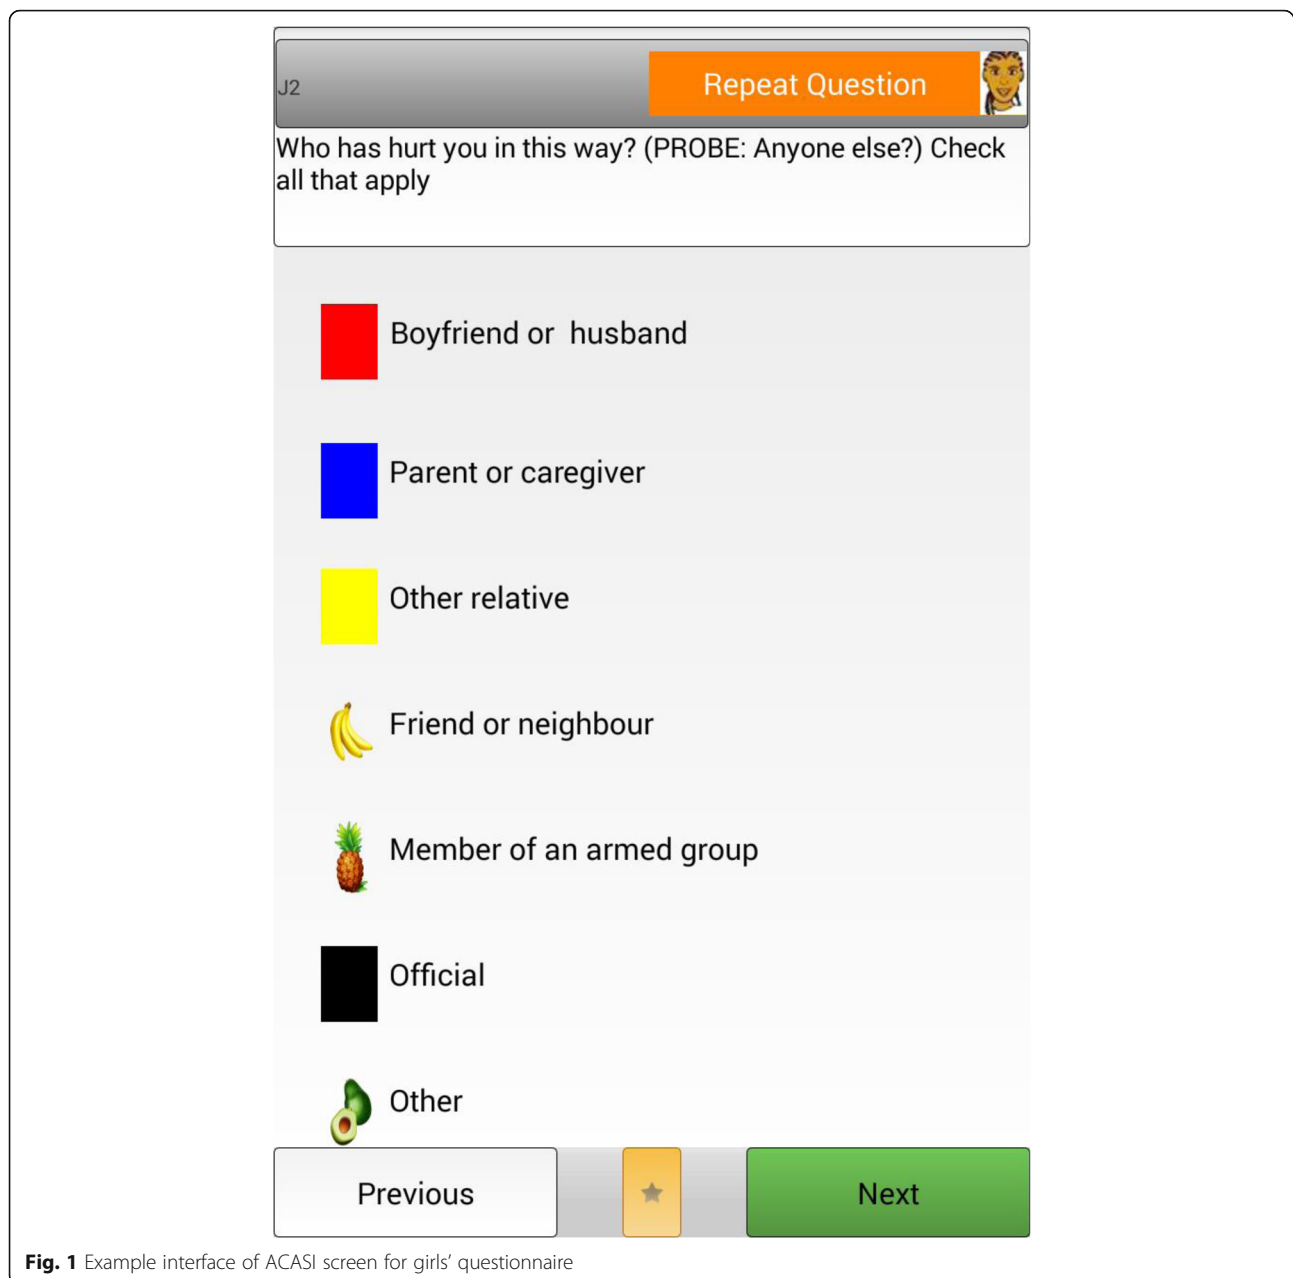 J2
Repeat Question
Who has hurt you in this way? (PROBE: Anyone else?) Check
all that apply
Boyfriend or  husband
Parent or caregiver
Other relative
Friend or neighbour
Member of an armed group
Official
Other
Previous
Next
Fig. 1 Example interface of ACASI screen for girls’ questionnaire